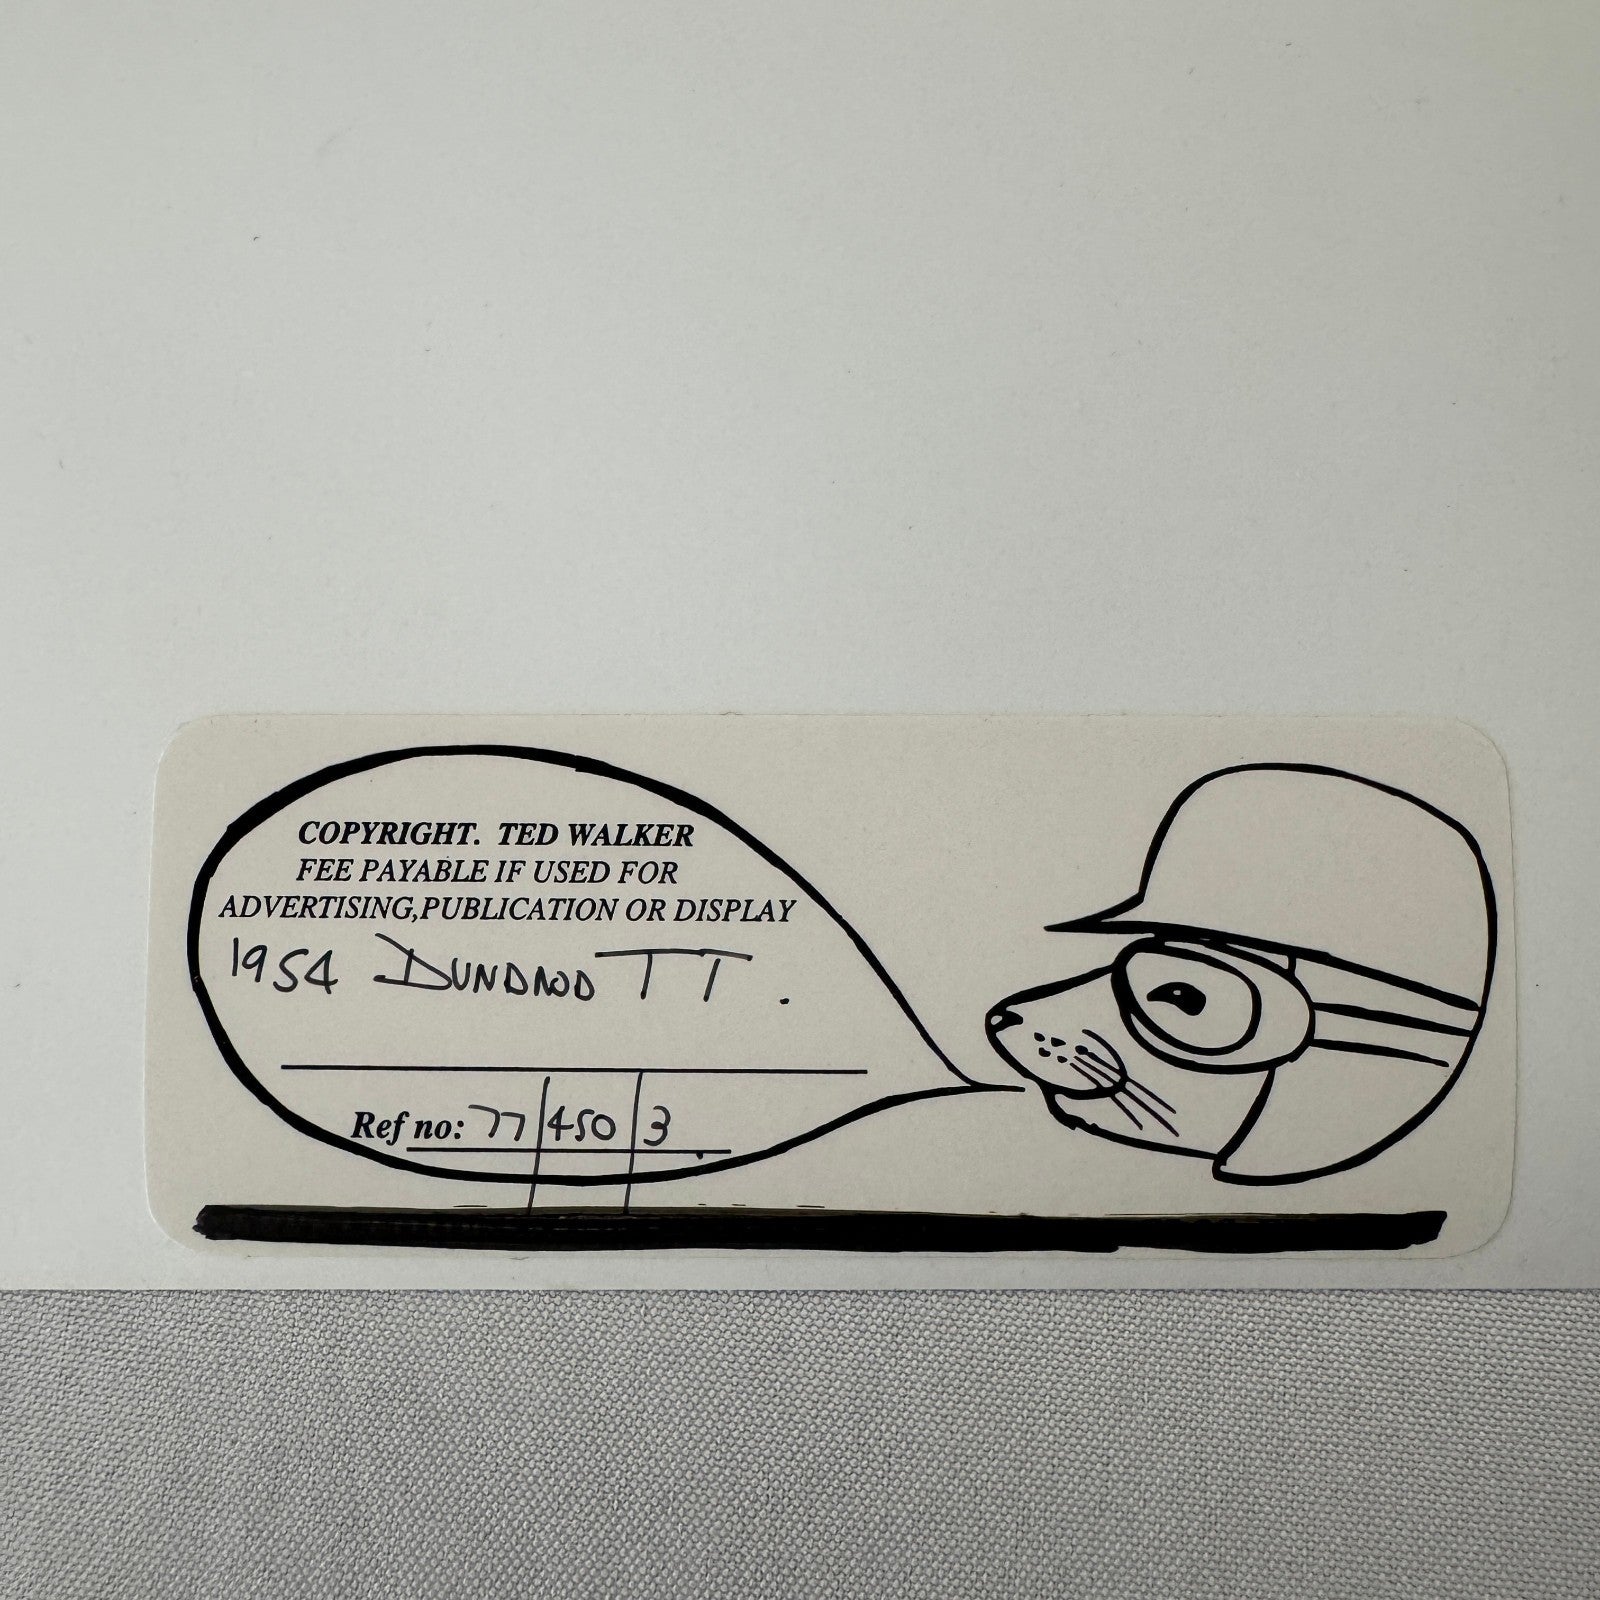 COPYRIGHT. TED WALKER
FEE PAYABLE IF USED FOR
ADVERTISING,PUBLICATION OR DISPLAY
1954 DUNDROD TT.
Ref no: 77/450/3